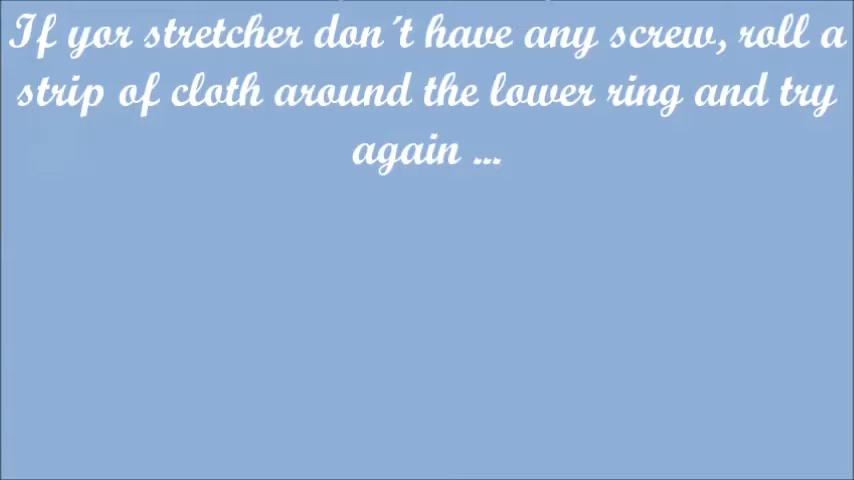 If yor stretcher don´t have any screw, roll a
strip of cloth around the lower ring and try
again ...